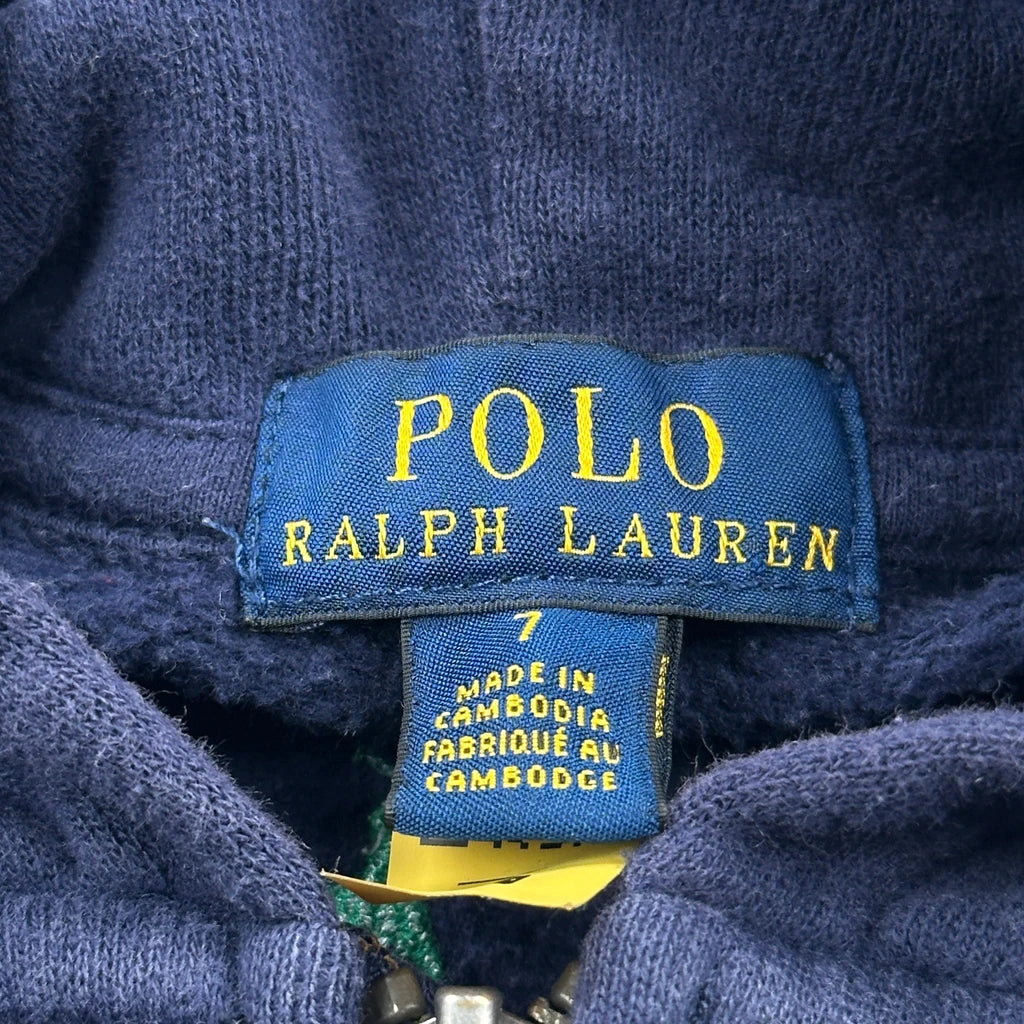 POLO
RALPH LAUREN
7
MADE IN
CAMBODIA
FABRIQUÉ AU
CAMBODGE